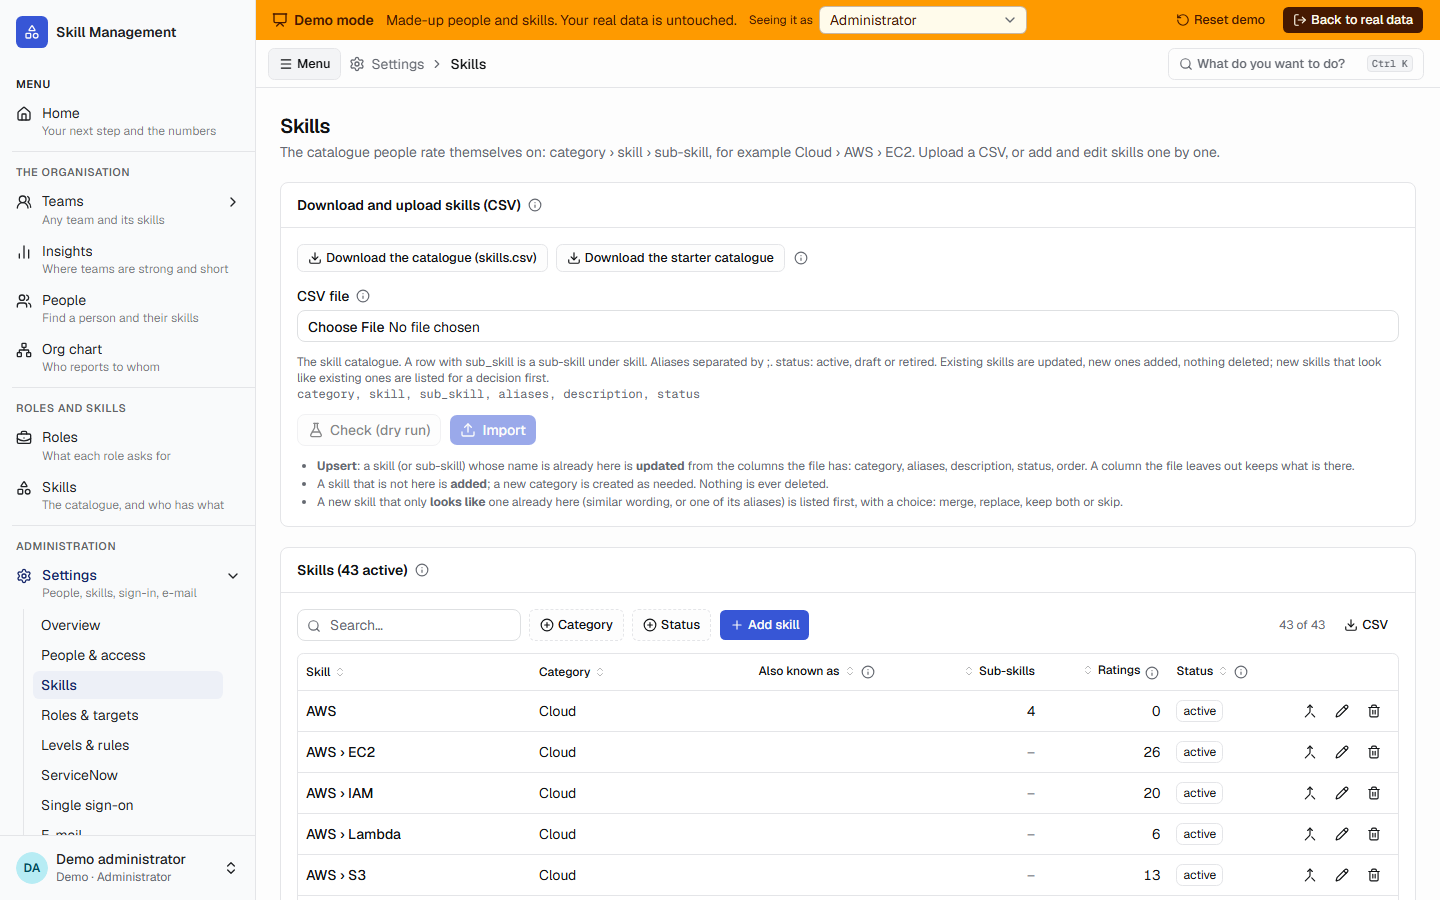 Skill Management
MENU
Home
Your next step and the numbers
THE ORGANISATION
Teams
Any team and its skills
Insights
Where teams are strong and short
People
Find a person and their skills
Org chart
Who reports to whom
ROLES AND SKILLS
Roles
What each role asks for
Skills
The catalogue, and who has what
ADMINISTRATION
Settings
People, skills, sign-in, e-mail
Overview
People & access
Skills
Roles & targets
Levels & rules
ServiceNow
Single sign-on
E-mail
DA
Demo administrator
Demo · Administrator
Demo mode Made-up people and skills. Your real data is untouched. Seeing it as Administrator Reset demo Back to real data
Menu Settings › Skills What do you want to do? Ctrl K
Skills
The catalogue people rate themselves on: category › skill › sub-skill, for example Cloud › AWS › EC2. Upload a CSV, or add and edit skills one by one.
Download and upload skills (CSV)
Download the catalogue (skills.csv) Download the starter catalogue
CSV file
Choose File No file chosen
The skill catalogue. A row with sub_skill is a sub-skill under skill. Aliases separated by ;. status: active, draft or retired. Existing skills are updated, new ones added, nothing deleted; new skills that look
like existing ones are listed for a decision first.
category, skill, sub_skill, aliases, description, status
Check (dry run) Import
• Upsert: a skill (or sub-skill) whose name is already here is updated from the columns the file has: category, aliases, description, status, order. A column the file leaves out keeps what is there.
• A skill that is not here is added; a new category is created as needed. Nothing is ever deleted.
• A new skill that only looks like one already here (similar wording, or one of its aliases) is listed first, with a choice: merge, replace, keep both or skip.
Skills (43 active)
Search... Category Status Add skill 43 of 43 CSV
Skill Category Also known as Sub-skills Ratings Status
AWS Cloud 4 0 active
AWS › EC2 Cloud – 26 active
AWS › IAM Cloud – 20 active
AWS › Lambda Cloud – 6 active
AWS › S3 Cloud – 13 active